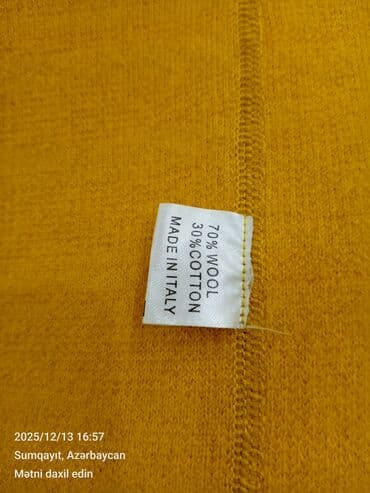 70% WOOL
30%COTTON
MADE IN ITALY
2025/12/13 16:57
Sumqayıt, Azərbaycan
Mətni daxil edin